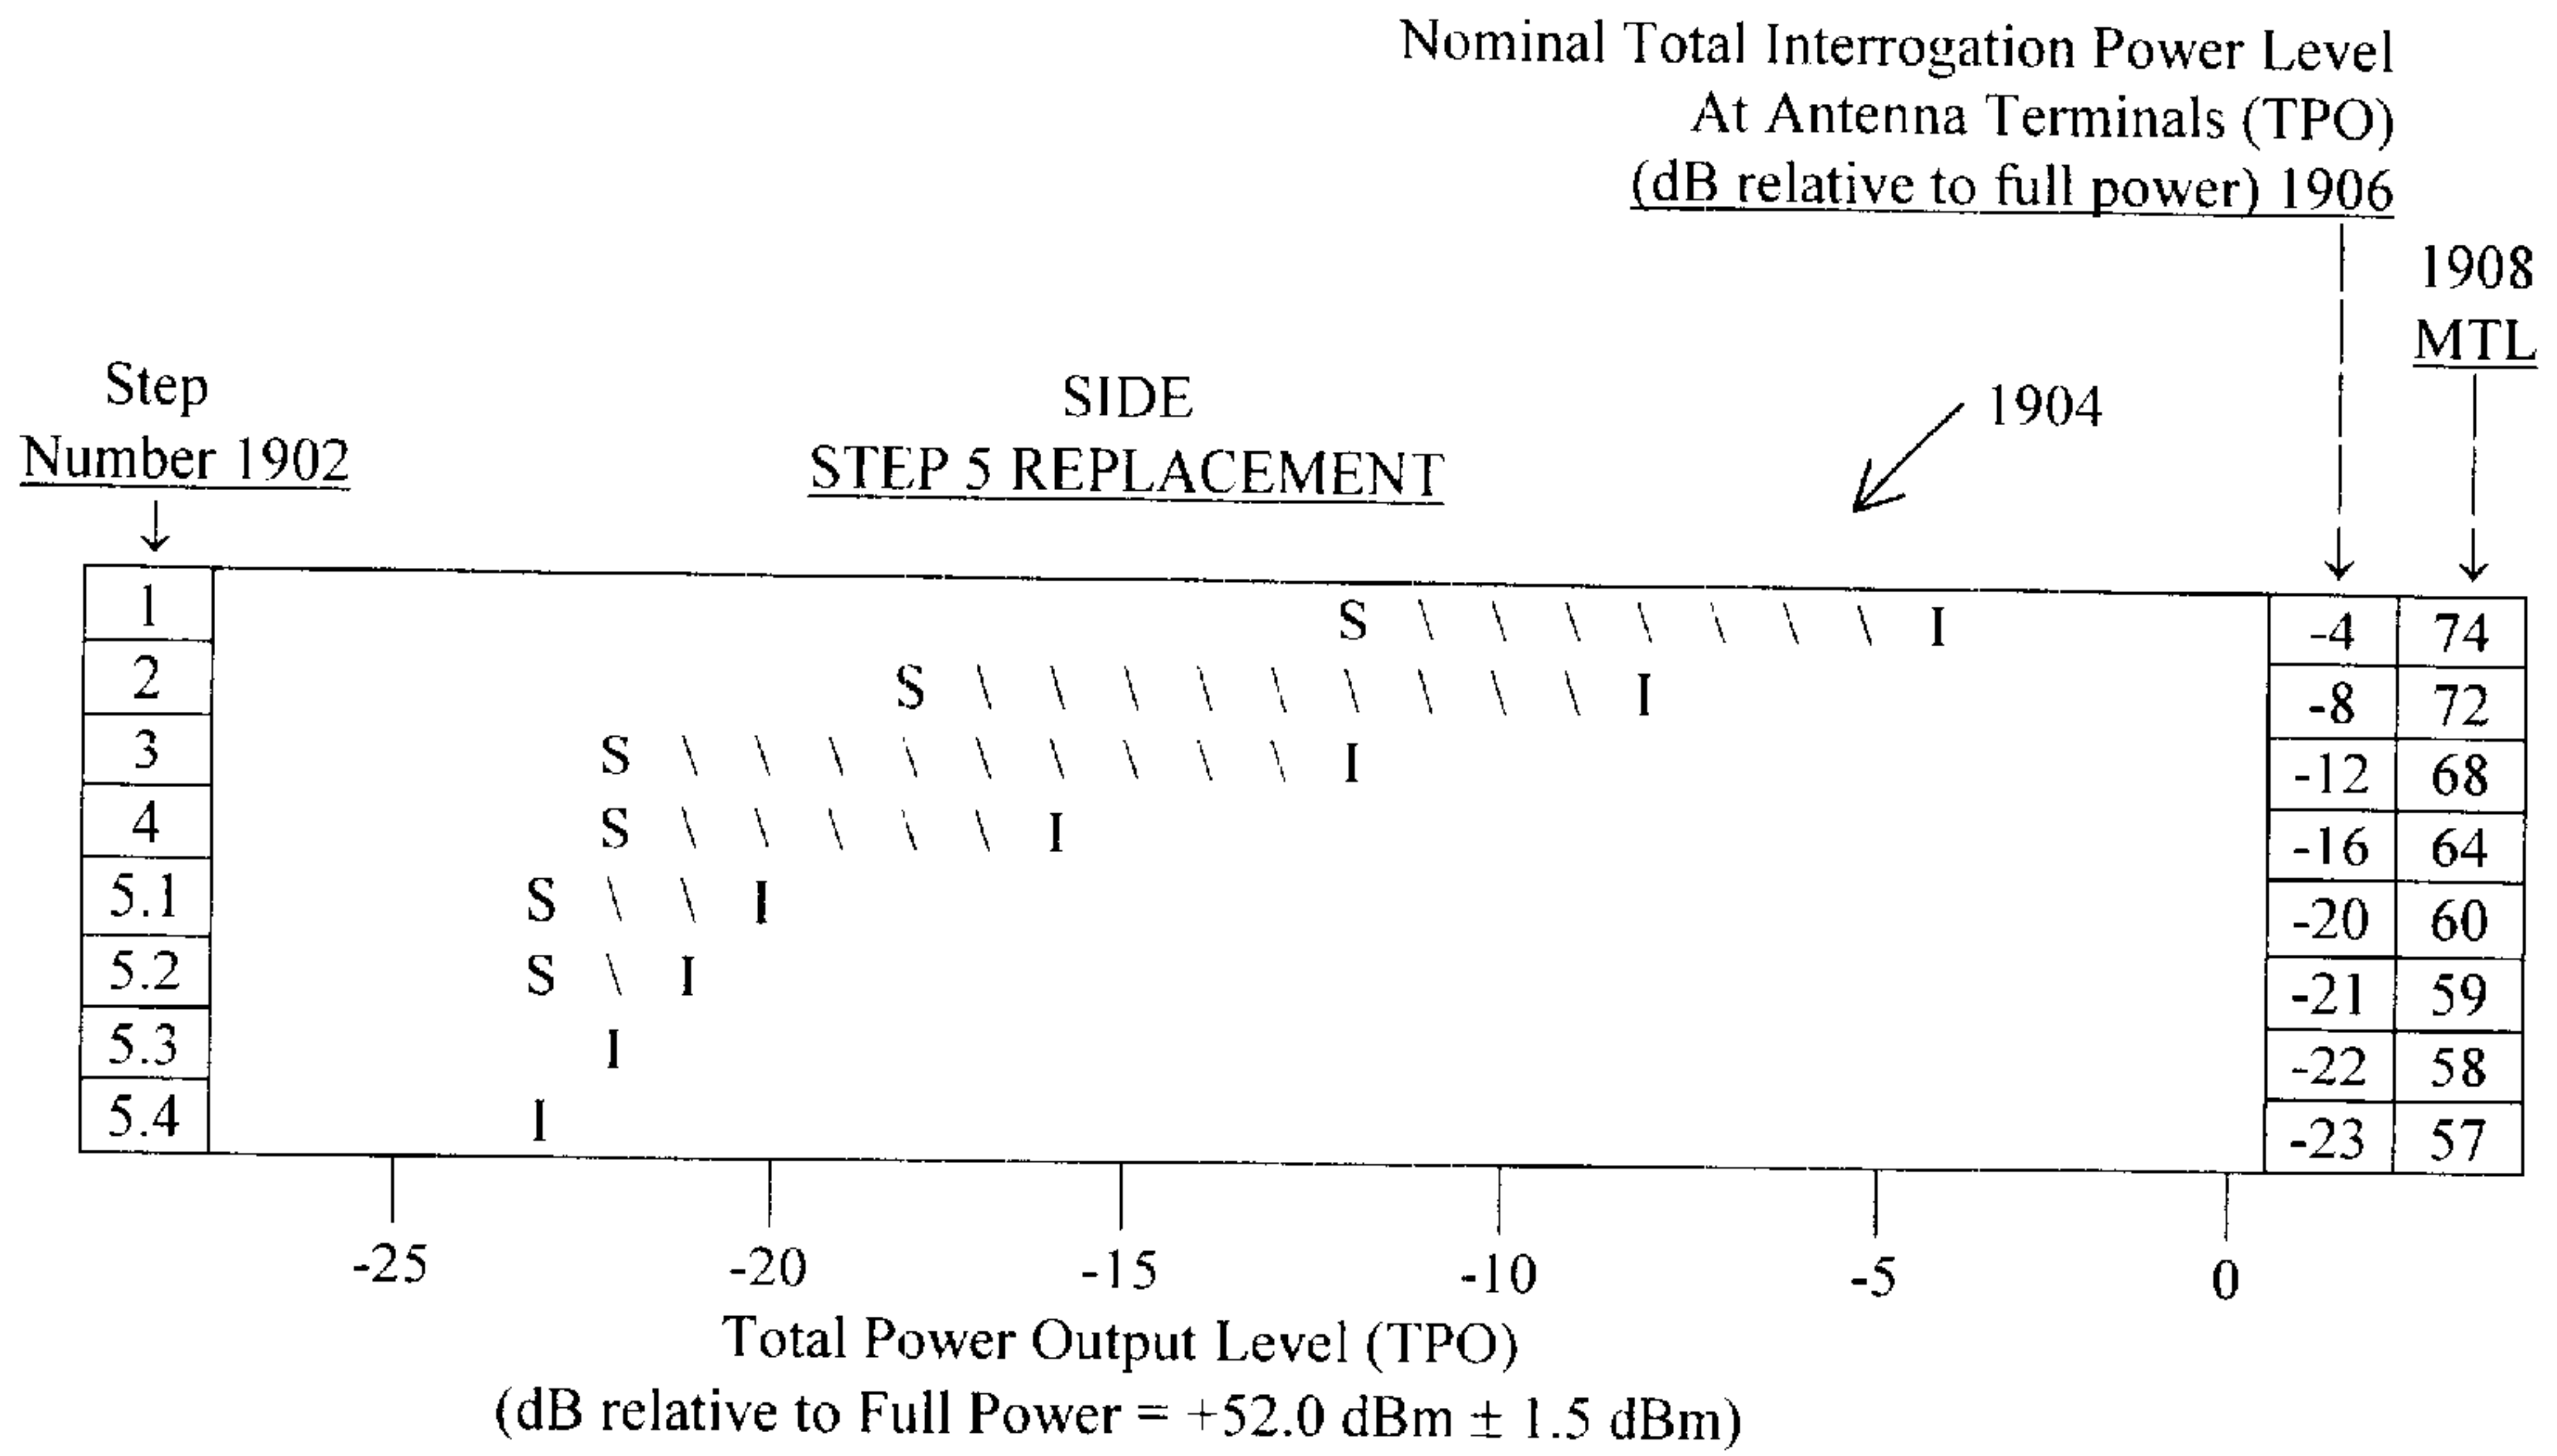 Nominal Total Interrogation Power Level
At Antenna Terminals (TPO)
(dB relative to full power) 1906
1908
MTL
Step
Number 1902
SIDE
STEP 5 REPLACEMENT
1904
1 S \ \ \ \ \ \ \ I -4 74
2 S \ \ \ \ \ \ \ \ \ I -8 72
3 S \ \ \ \ \ \ \ \ \ I -12 68
4 S \ \ \ \ \ I -16 64
5.1 S \ \ I -20 60
5.2 S \ I -21 59
5.3 I -22 58
5.4 I -23 57
-25 -20 -15 -10 -5 0
Total Power Output Level (TPO)
(dB relative to Full Power = +52.0 dBm ± 1.5 dBm)